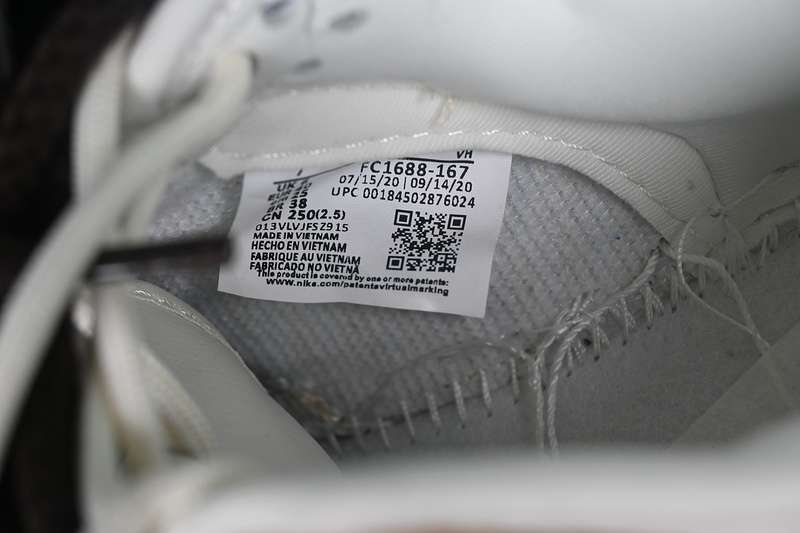 VH
FC1688-167
07/15/20 | 09/14/20
UPC 00184502876024
38
CN 250(2.5)
013VLVJFSZ91S
MADE IN VIETNAM
HECHO EN VIETNAM
FABRIQUE AU VIETNAM
FABRICADO NO VIETNÃ
This product is covered by one or more patents:
www.nike.com/patentsvirtualmarking